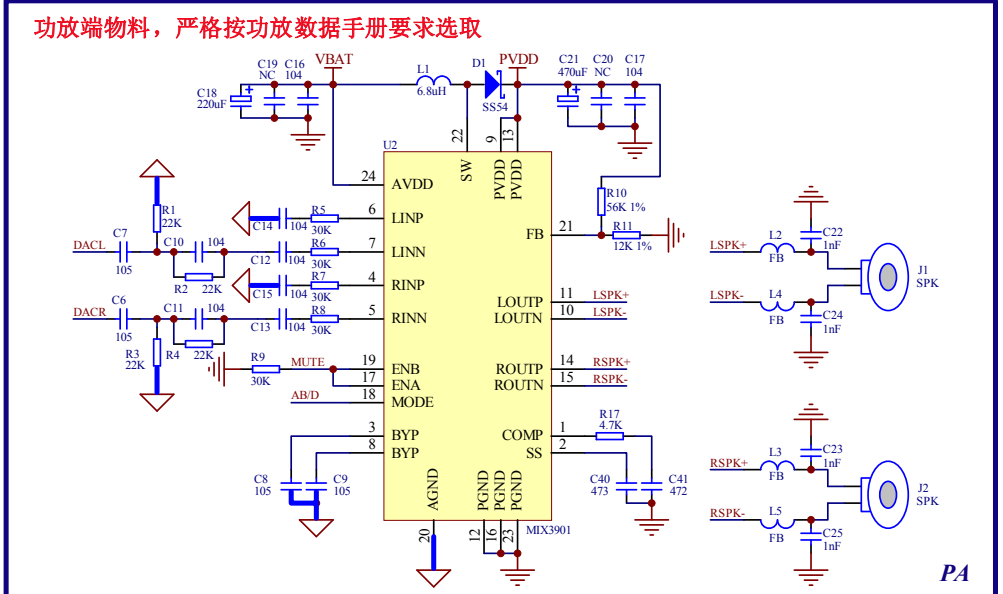 功放端物料，严格按功放数据手册要求选取
VBAT
PVDD
C19
NC
C16
104
C18
220uF
L1
6.8uH
D1
SS54
C21
470uF
C20
NC
C17
104
U2
22
9
13
SW
PVDD
PVDD
24
AVDD
6
LINP
7
LINN
4
RINP
5
RINN
19
ENB
17
ENA
18
MODE
3
BYP
8
BYP
AGND
20
PGND
PGND
PGND
12
16
23
MIX3901
21
FB
11
LOUTP
LSPK+
10
LOUTN
LSPK-
14
ROUTP
RSPK+
15
ROUTN
RSPK-
1
COMP
2
SS
R1
22K
DACL
C7
105
C10
104
R2
22K
C14
104
R5
30K
C12
104
R6
30K
C15
104
R7
30K
DACR
C6
105
C11
104
R3
22K
R4
22K
C13
104
R8
30K
R9
30K
MUTE
AB/D
C8
105
C9
105
R10
56K 1%
R11
12K 1%
R17
4.7K
C40
473
C41
472
LSPK+
L2
FB
C22
1nF
LSPK-
L4
FB
C24
1nF
J1
SPK
RSPK+
L3
FB
C23
1nF
RSPK-
L5
FB
C25
1nF
J2
SPK
PA